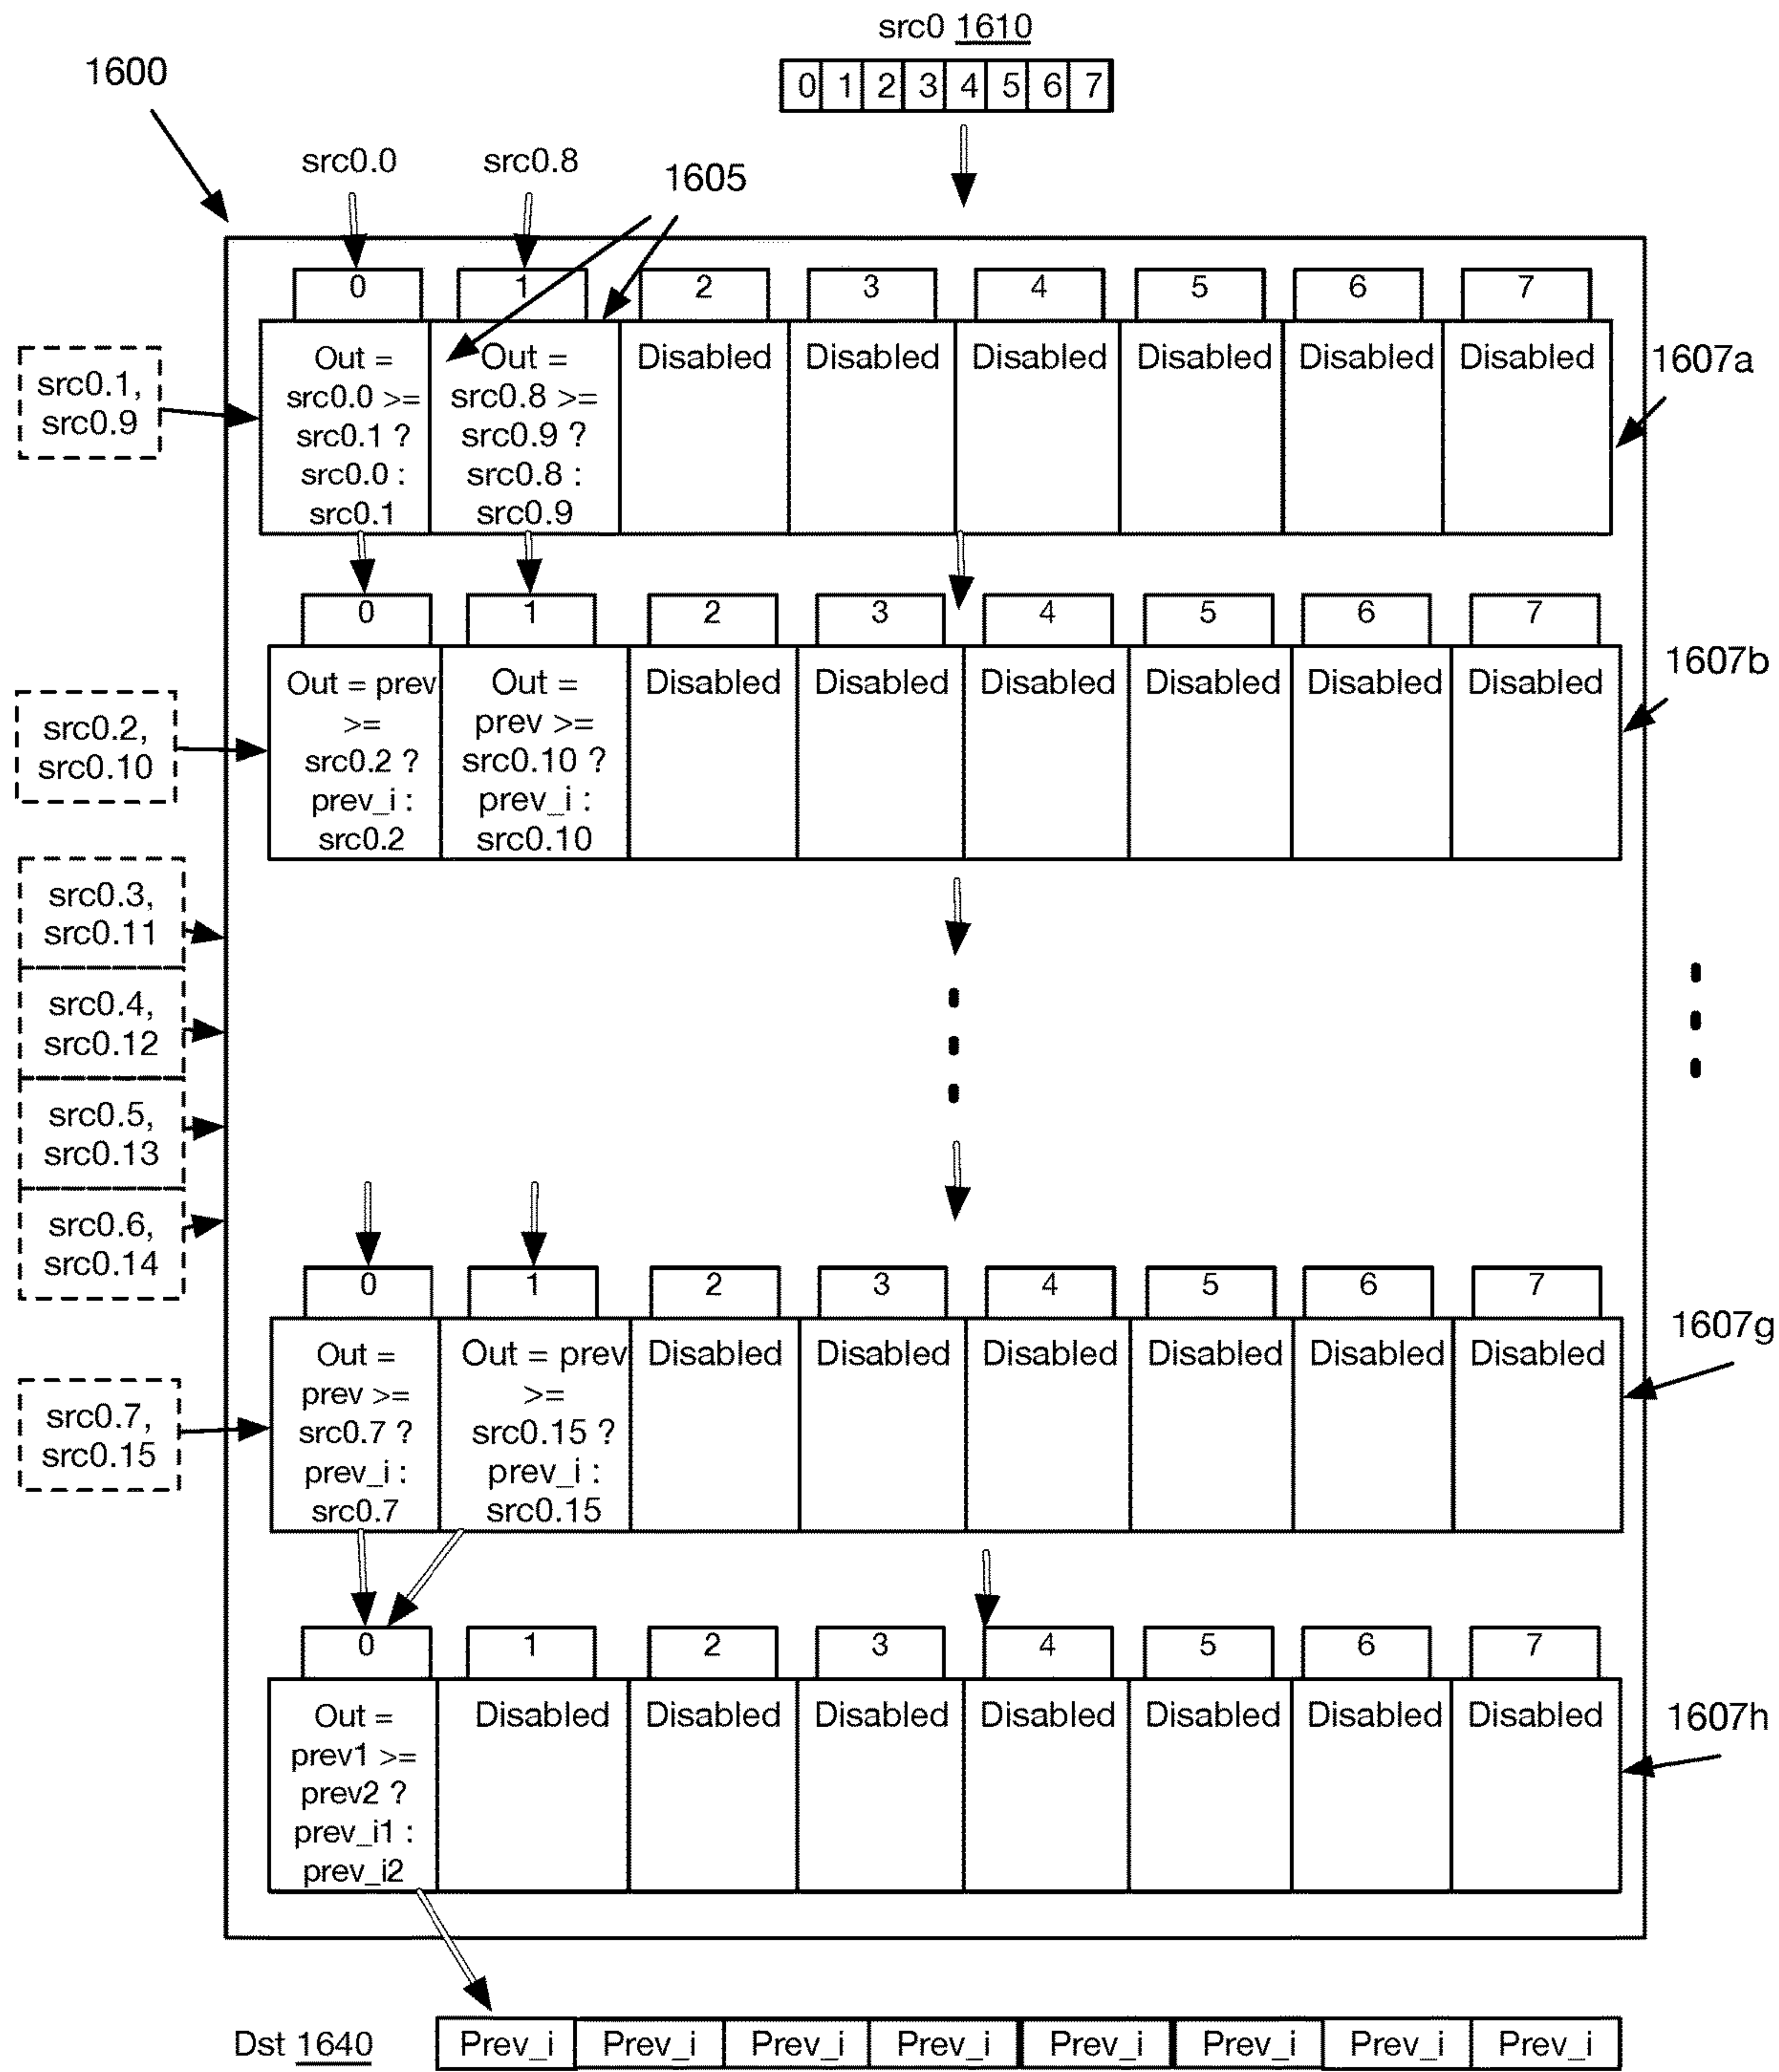 src0 1610
1600
0 1 2 3 4 5 6 7
src0.0 src0.8
1605
0 1 2 3 4 5 6 7
src0.1,
src0.9
Out =
src0.0 >=
src0.1 ?
src0.0 :
src0.1
Out =
src0.8 >=
src0.9 ?
src0.8 :
src0.9
Disabled Disabled Disabled Disabled Disabled Disabled
1607a
0 1 2 3 4 5 6 7
src0.2,
src0.10
Out = prev
>=
src0.2 ?
prev_i :
src0.2
Out =
prev >=
src0.10 ?
prev_i :
src0.10
Disabled Disabled Disabled Disabled Disabled Disabled
1607b
src0.3,
src0.11
src0.4,
src0.12
src0.5,
src0.13
src0.6,
src0.14
0 1 2 3 4 5 6 7
src0.7,
src0.15
Out =
prev >=
src0.7 ?
prev_i :
src0.7
Out = prev
>=
src0.15 ?
prev_i :
src0.15
Disabled Disabled Disabled Disabled Disabled Disabled
1607g
0 1 2 3 4 5 6 7
Out =
prev1 >=
prev2 ?
prev_i1 :
prev_i2
Disabled Disabled Disabled Disabled Disabled Disabled Disabled
1607h
Dst 1640
Prev_i Prev_i Prev_i Prev_i Prev_i Prev_i Prev_i Prev_i